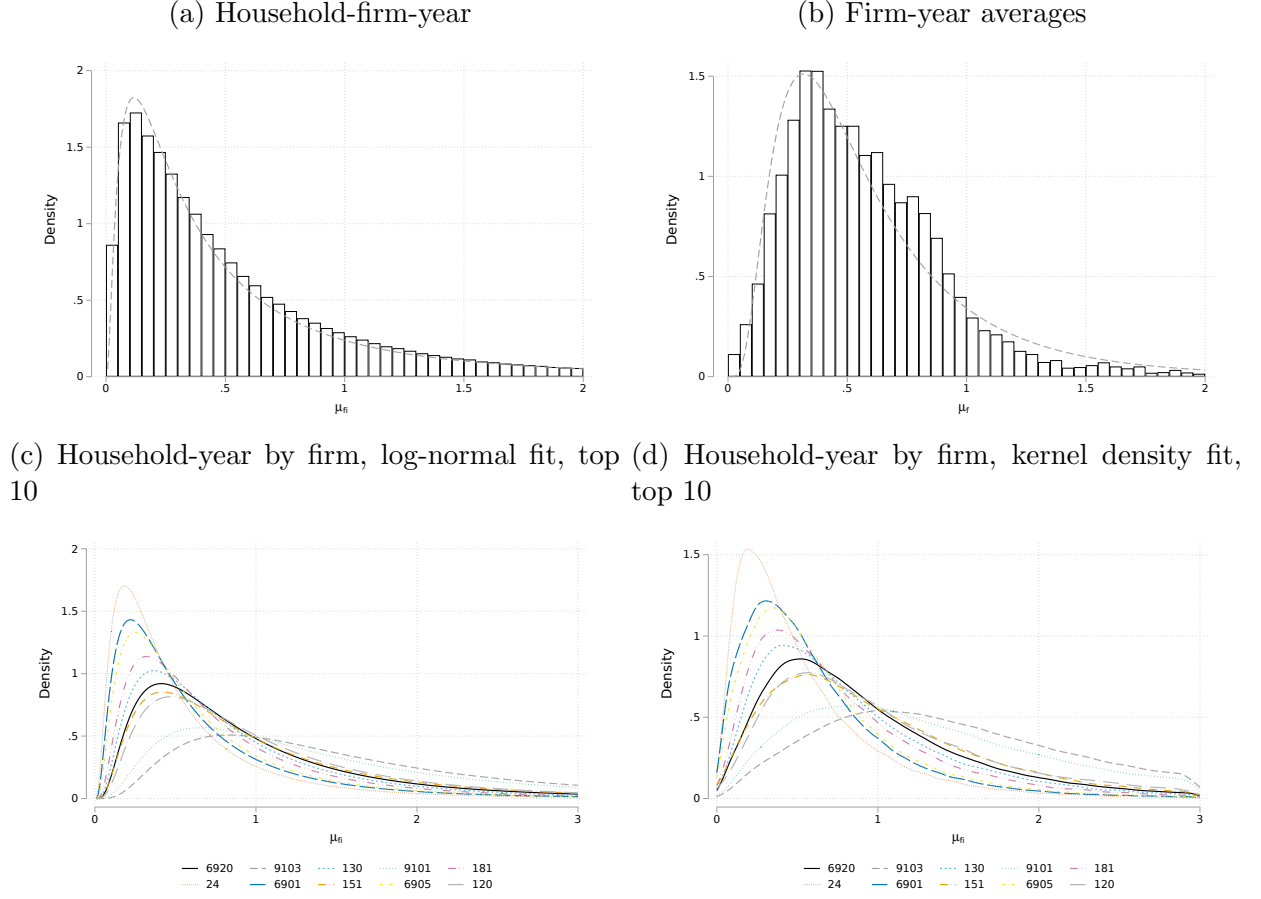 (a) Household-firm-year
2
1.5
1
.5
0
Density
0 .5 1 1.5 2
μfi
(b) Firm-year averages
1.5
1
.5
0
Density
0 .5 1 1.5 2
μf
(c) Household-year by firm, log-normal fit, top
10
2
1.5
1
.5
0
Density
0 1 2 3
μfi
6920 9103 130 9101 181
24 6901 151 6905 120
(d) Household-year by firm, kernel density fit,
top 10
1.5
1
.5
0
Density
0 1 2 3
μfi
6920 9103 130 9101 181
24 6901 151 6905 120